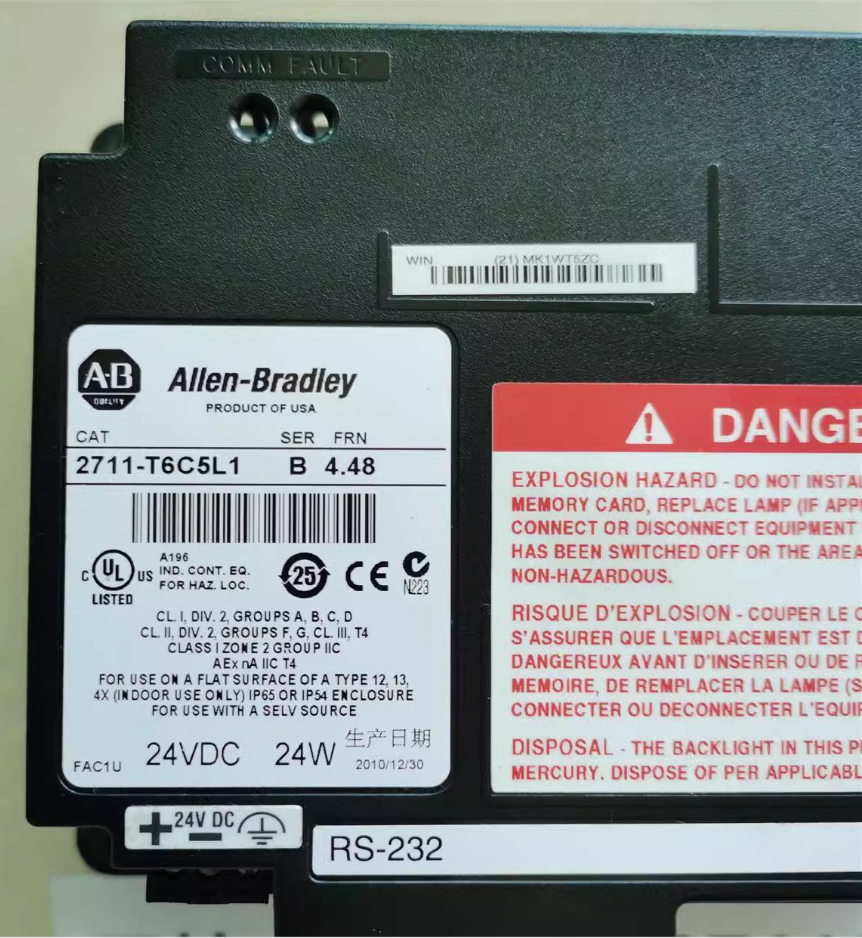 COMM FAULT
WIN (21) MK1WT5ZC
A-B
QUALITY
Allen-Bradley
PRODUCT OF USA
CAT SER FRN
2711-T6C5L1 B 4.48
C UL US
LISTED
A196
IND. CONT. EQ.
FOR HAZ. LOC.
25
CE
N223
CL. I, DIV. 2, GROUPS A, B, C, D
CL. II, DIV. 2, GROUPS F, G, CL. III, T4
CLASS I ZONE 2 GROUP IIC
AEx nA IIC T4
FOR USE ON A FLAT SURFACE OF A TYPE 12, 13,
4X (INDOOR USE ONLY) IP65 OR IP54 ENCLOSURE
FOR USE WITH A SELV SOURCE
FAC1U 24VDC 24W 生产日期
2010/12/30
DANGE
EXPLOSION HAZARD - DO NOT INSTAL
MEMORY CARD, REPLACE LAMP (IF APP
CONNECT OR DISCONNECT EQUIPMENT
HAS BEEN SWITCHED OFF OR THE AREA
NON-HAZARDOUS.
RISQUE D'EXPLOSION - COUPER LE
S'ASSURER QUE L'EMPLACEMENT EST
DANGEREUX AVANT D'INSERER OU DE
MEMOIRE, DE REMPLACER LA LAMPE (S
CONNECTER OU DECONNECTER L'EQUI
DISPOSAL - THE BACKLIGHT IN THIS
MERCURY. DISPOSE OF PER APPLICABL
+ 24V DC -
RS-232